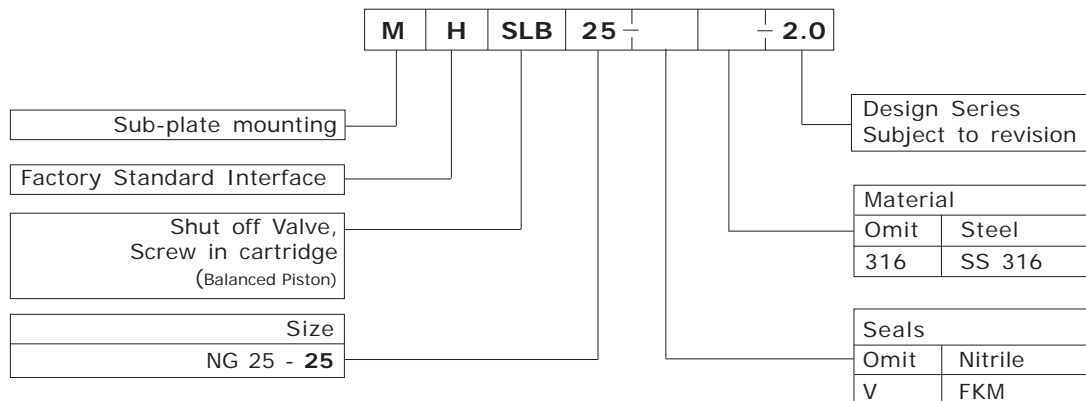 M H SLB 25 - - 2.0
Sub-plate mounting
Factory Standard Interface
Shut off Valve,
Screw in cartridge
(Balanced Piston)
Size
NG 25 - 25
Design Series
Subject to revision
Material
Omit Steel
316 SS 316
Seals
Omit Nitrile
V FKM